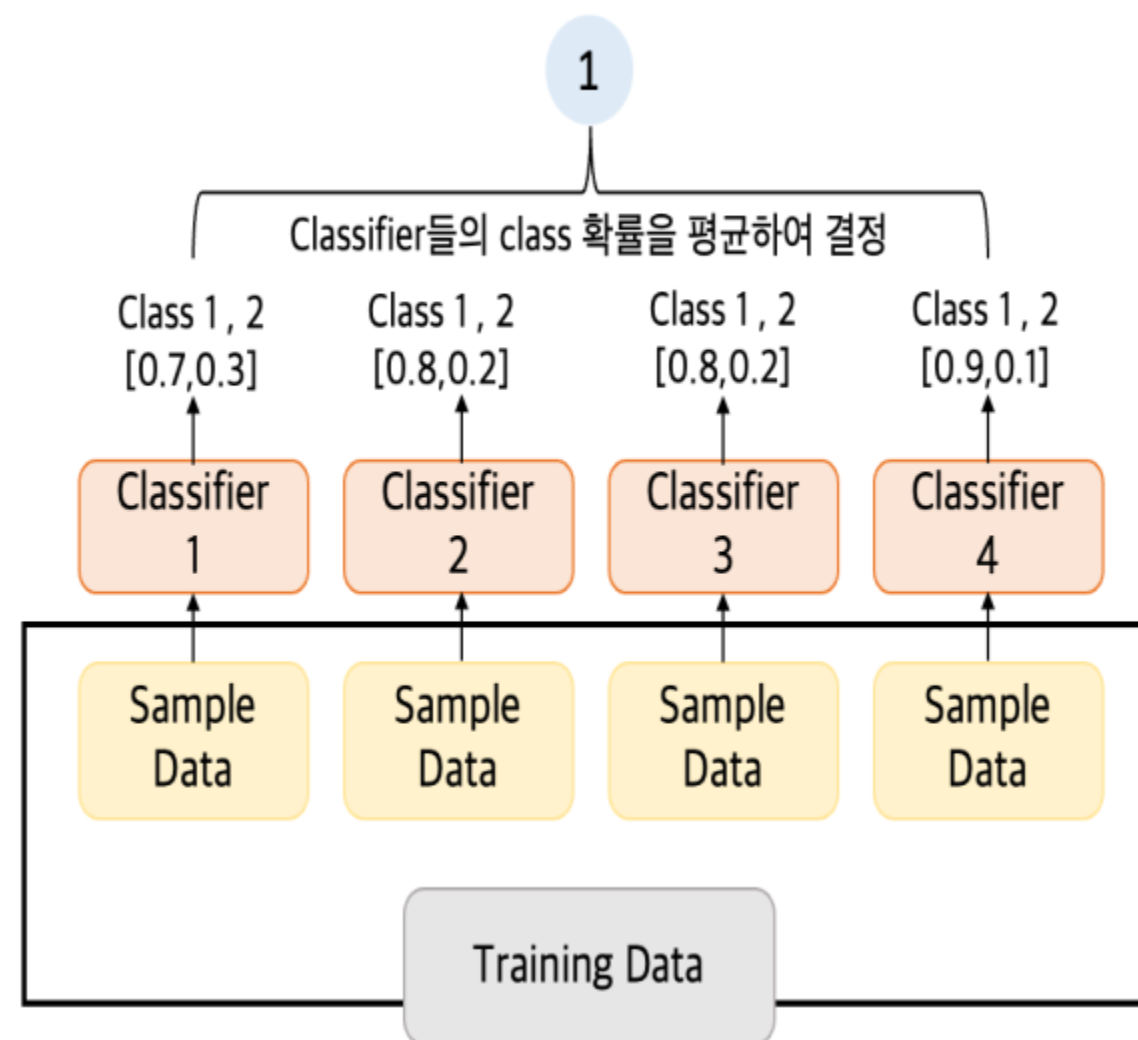 1
Classifier들의 class 확률을 평균하여 결정
Class 1 , 2
[0.7,0.3]
Class 1 , 2
[0.8,0.2]
Class 1 , 2
[0.8,0.2]
Class 1 , 2
[0.9,0.1]
Classifier
1
Classifier
2
Classifier
3
Classifier
4
Sample
Data
Sample
Data
Sample
Data
Sample
Data
Training Data